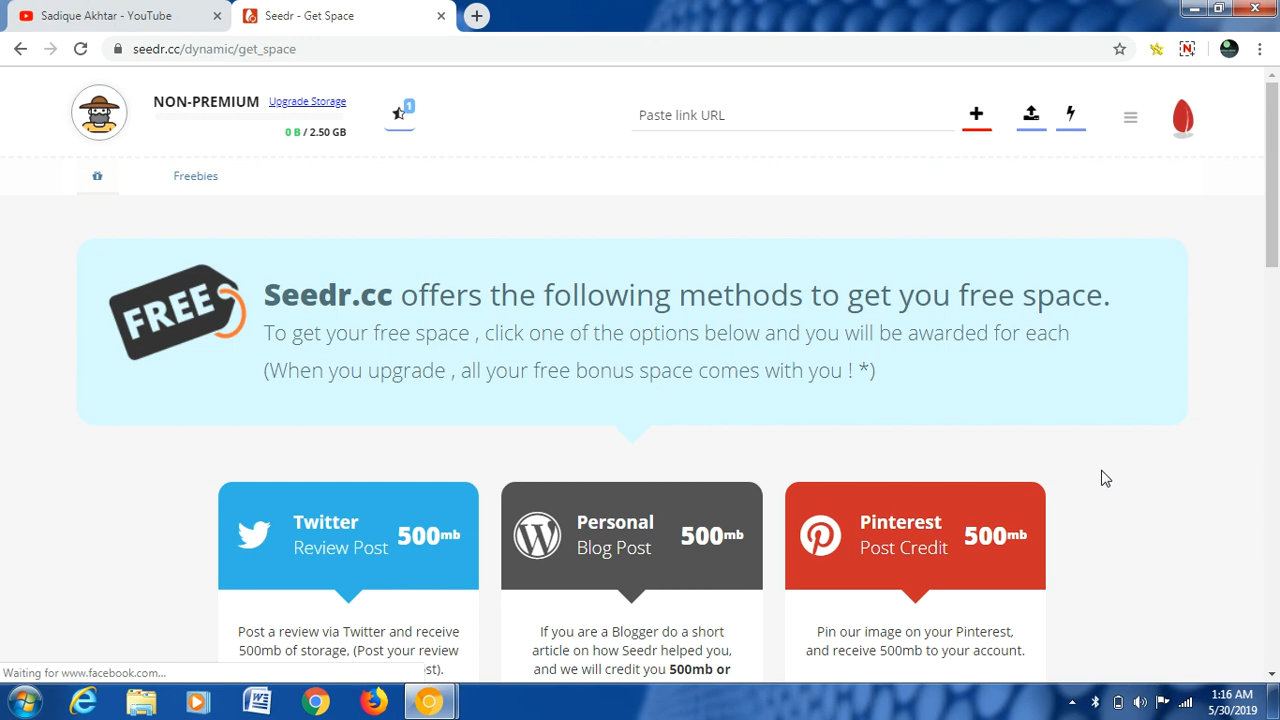 Sadique Akhtar - YouTube
Seedr - Get Space
seedr.cc/dynamic/get_space
NON-PREMIUM Upgrade Storage
1
0 B / 2.50 GB
Paste link URL
Freebies
FREE
Seedr.cc offers the following methods to get you free space.
To get your free space , click one of the options below and you will be awarded for each
(When you upgrade , all your free bonus space comes with you ! *)
Twitter
Review Post
500mb
Post a review via Twitter and receive
500mb of storage, (Post your review
st).
Personal
Blog Post
500mb
If you are a Blogger do a short
article on how Seedr helped you,
and we will credit you 500mb or
Pinterest
Post Credit
500mb
Pin our image on your Pinterest,
and receive 500mb to your account.
Waiting for www.facebook.com...
1:16 AM
5/30/2019